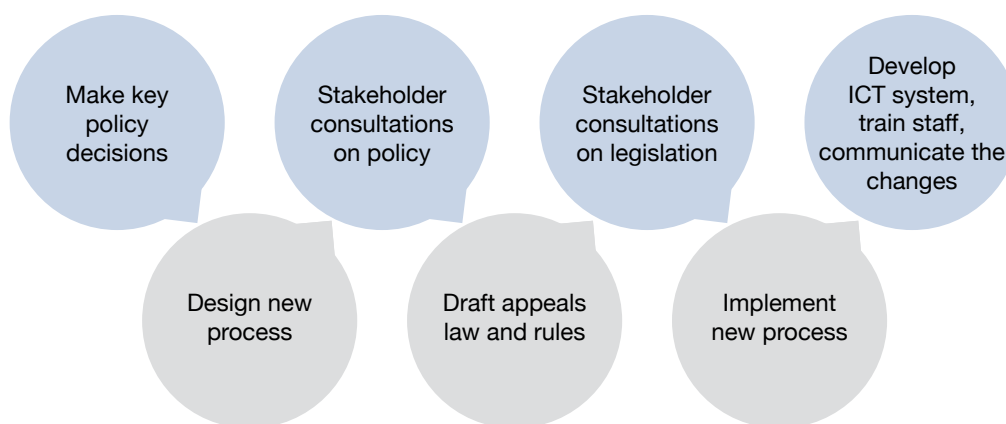 Make key
policy
decisions
Stakeholder
consultations
on policy
Stakeholder
consultations
on legislation
Develop
ICT system,
train staff,
communicate the
changes
Design new
process
Draft appeals
law and rules
Implement
new process